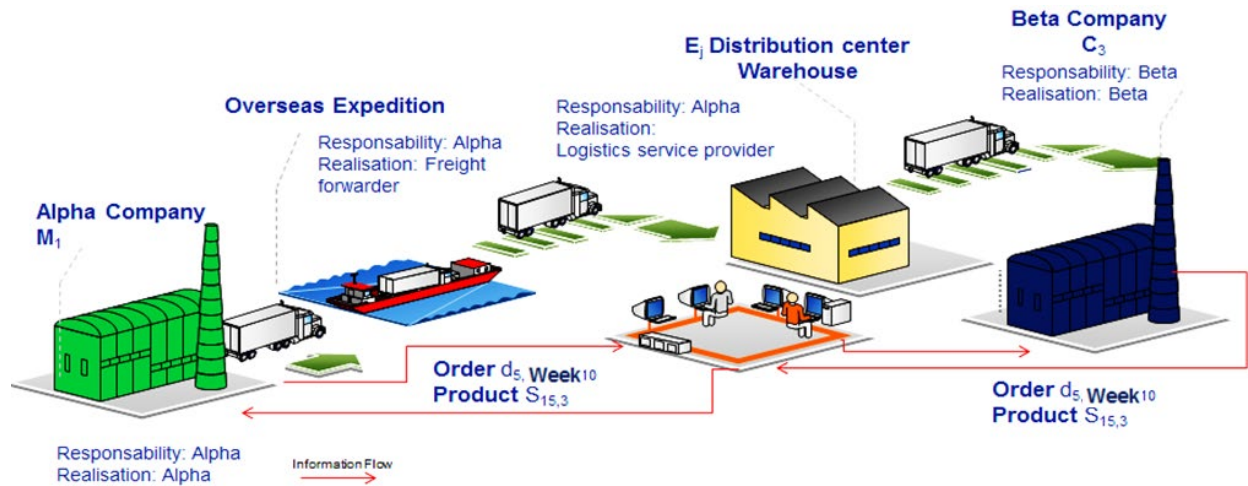 Beta Company
C3
Responsability: Beta
Realisation: Beta
Ej Distribution center
Warehouse
Overseas Expedition
Responsability: Alpha
Realisation: Freight
forwarder
Responsability: Alpha
Realisation:
Logistics service provider
Alpha Company
M1
Order d5, Week10
Product S15,3
Order d5, Week10
Product S15,3
Responsability: Alpha
Realisation: Alpha
Information Flow